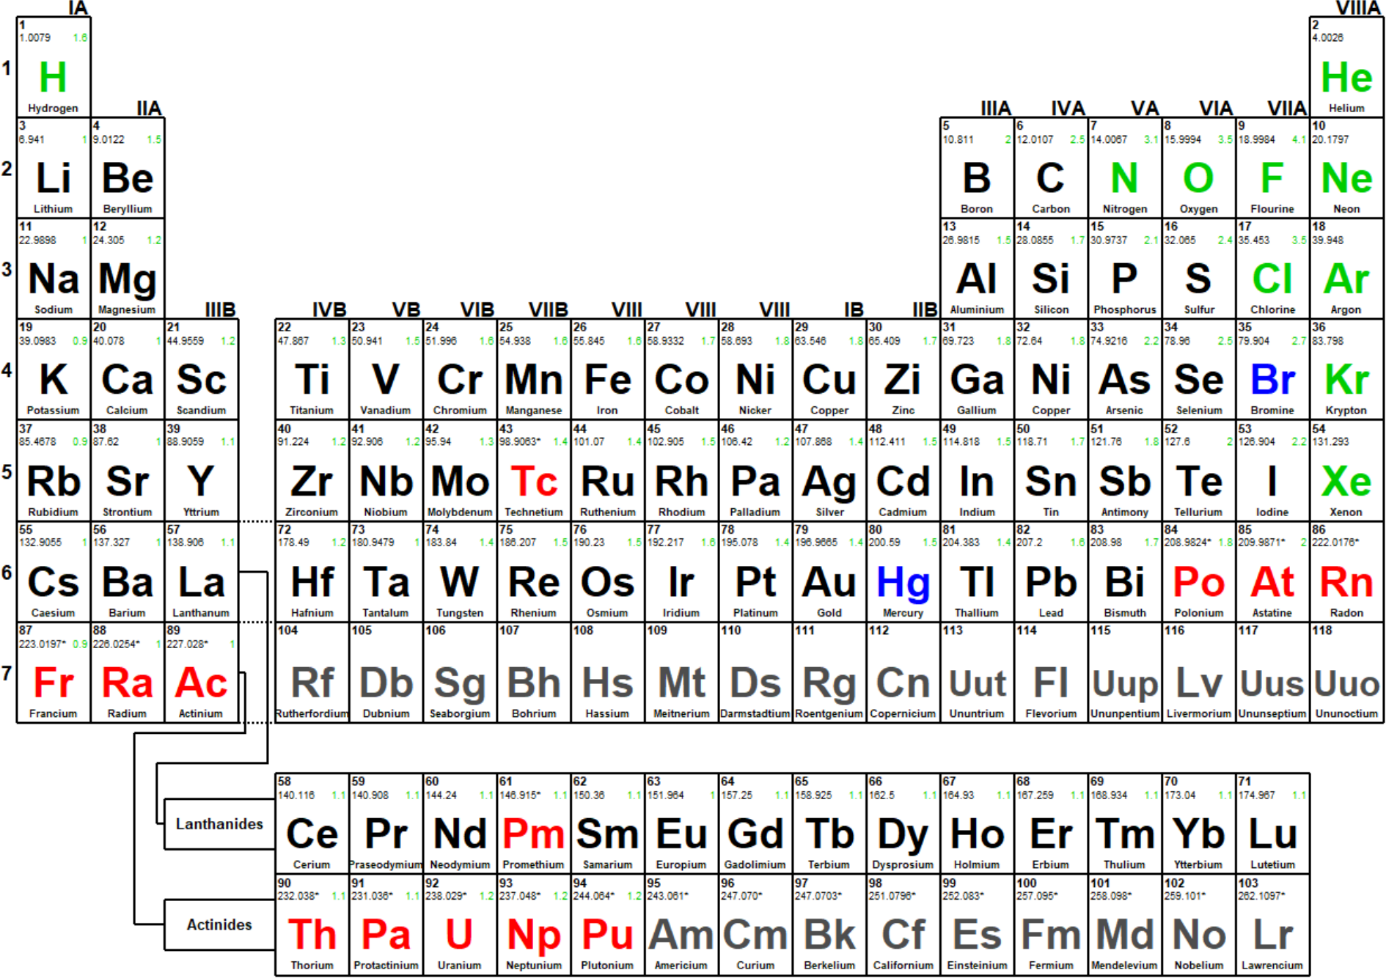 IA VIIIA
1 2
1.0079 1.6 4.0026
1 H He
Hydrogen IIA IIIA IVA VA VIA VIIA Helium
3 4 5 6 7 8 9 10
6.941 1 9.0122 1.5 10.811 2 12.0107 2.5 14.0067 3.1 15.9994 3.5 18.9984 4.1 20.1797
2 Li Be B C N O F Ne
Lithium Beryllium Boron Carbon Nitrogen Oxygen Flourine Neon
11 12 13 14 15 16 17 18
22.9898 1 24.305 1.2 26.9815 1.5 28.0855 1.7 30.9737 2.1 32.065 2.4 35.453 3.5 39.948
3 Na Mg Al Si P S Cl Ar
Sodium Magnesium IIIB IVB VB VIB VIIB VIII VIII VIII IB IIB Aluminium Silicon Phosphorus Sulfur Chlorine Argon
19 20 21 22 23 24 25 26 27 28 29 30 31 32 33 34 35 36
39.0983 0.9 40.078 1 44.9559 1.2 47.867 1.3 50.941 1.5 51.996 1.6 54.938 1.6 55.845 1.6 58.9332 1.7 58.693 1.8 63.546 1.8 65.409 1.7 69.723 1.8 72.64 1.8 74.9216 2.2 78.96 2.5 79.904 2.7 83.798
4 K Ca Sc Ti V Cr Mn Fe Co Ni Cu Zi Ga Ni As Se Br Kr
Potassium Calcium Scandium Titanium Vanadium Chromium Manganese Iron Cobalt Nicker Copper Zinc Gallium Copper Arsenic Selenium Bromine Krypton
37 38 39 40 41 42 43 44 45 46 47 48 49 50 51 52 53 54
85.4678 0.9 87.62 1 88.9059 1.1 91.224 1.2 92.906 1.2 95.94 1.3 98.9063* 1.4 101.07 1.4 102.905 1.5 106.42 1.2 107.868 1.4 112.411 1.5 114.818 1.5 118.71 1.7 121.76 1.8 127.6 2 126.904 2.2 131.293
5 Rb Sr Y Zr Nb Mo Tc Ru Rh Pa Ag Cd In Sn Sb Te I Xe
Rubidium Strontium Yttrium Zirconium Niobium Molybdenum Technetium Ruthenium Rhodium Palladium Silver Cadmium Indium Tin Antimony Tellurium Iodine Xenon
55 56 57 72 73 74 75 76 77 78 79 80 81 82 83 84 85 86
132.9055 1 137.327 1 138.906 1.1 178.49 1.2 180.9479 1 183.84 1.4 186.207 1.5 190.23 1.5 192.217 1.6 195.078 1.4 196.9665 1.4 200.59 1.5 204.383 1.4 207.2 1.6 208.98 1.7 208.9824* 1.8 209.9871* 2 222.0176*
6 Cs Ba La Hf Ta W Re Os Ir Pt Au Hg Tl Pb Bi Po At Rn
Caesium Barium Lanthanum Hafnium Tantalum Tungsten Rhenium Osmium Iridium Platinum Gold Mercury Thallium Lead Bismuth Polonium Astatine Radon
87 88 89 104 105 106 107 108 109 110 111 112 113 114 115 116 117 118
223.0197* 0.9 226.0254* 1 227.028* 1
7 Fr Ra Ac Rf Db Sg Bh Hs Mt Ds Rg Cn Uut Fl Uup Lv Uus Uuo
Francium Radium Actinium Rutherfordium Dubnium Seaborgium Bohrium Hassium Meitnerium Darmstadtium Roentgenium Copernicium Ununtrium Flevorium Ununpentium Livermorium Ununseptium Ununoctium
58 59 60 61 62 63 64 65 66 67 68 69 70 71
140.116 1.1 140.908 1.1 144.24 1.1 146.915* 1.1 150.36 1.1 151.964 1 157.25 1.1 158.925 1.1 162.5 1.1 164.93 1.1 167.259 1.1 168.934 1.1 173.04 1.1 174.967 1.1
Lanthanides Ce Pr Nd Pm Sm Eu Gd Tb Dy Ho Er Tm Yb Lu
Cerium Praseodymium Neodymium Promethium Samarium Europium Gadolimium Terbium Dysprosium Holmium Erbium Thulium Ytterbium Lutetium
90 91 92 93 94 95 96 97 98 99 100 101 102 103
232.038* 1.1 231.036* 1.1 238.029* 1.2 237.048* 1.2 244.064* 1.2 243.061* 247.070* 247.0703* 251.0796* 252.083* 257.095* 258.098* 259.101* 262.1097*
Actinides Th Pa U Np Pu Am Cm Bk Cf Es Fm Md No Lr
Thorium Protactinium Uranium Neptunium Plutonium Americium Curium Berkelium Californium Einsteinium Fermium Mendelevium Nobelium Lawrencium